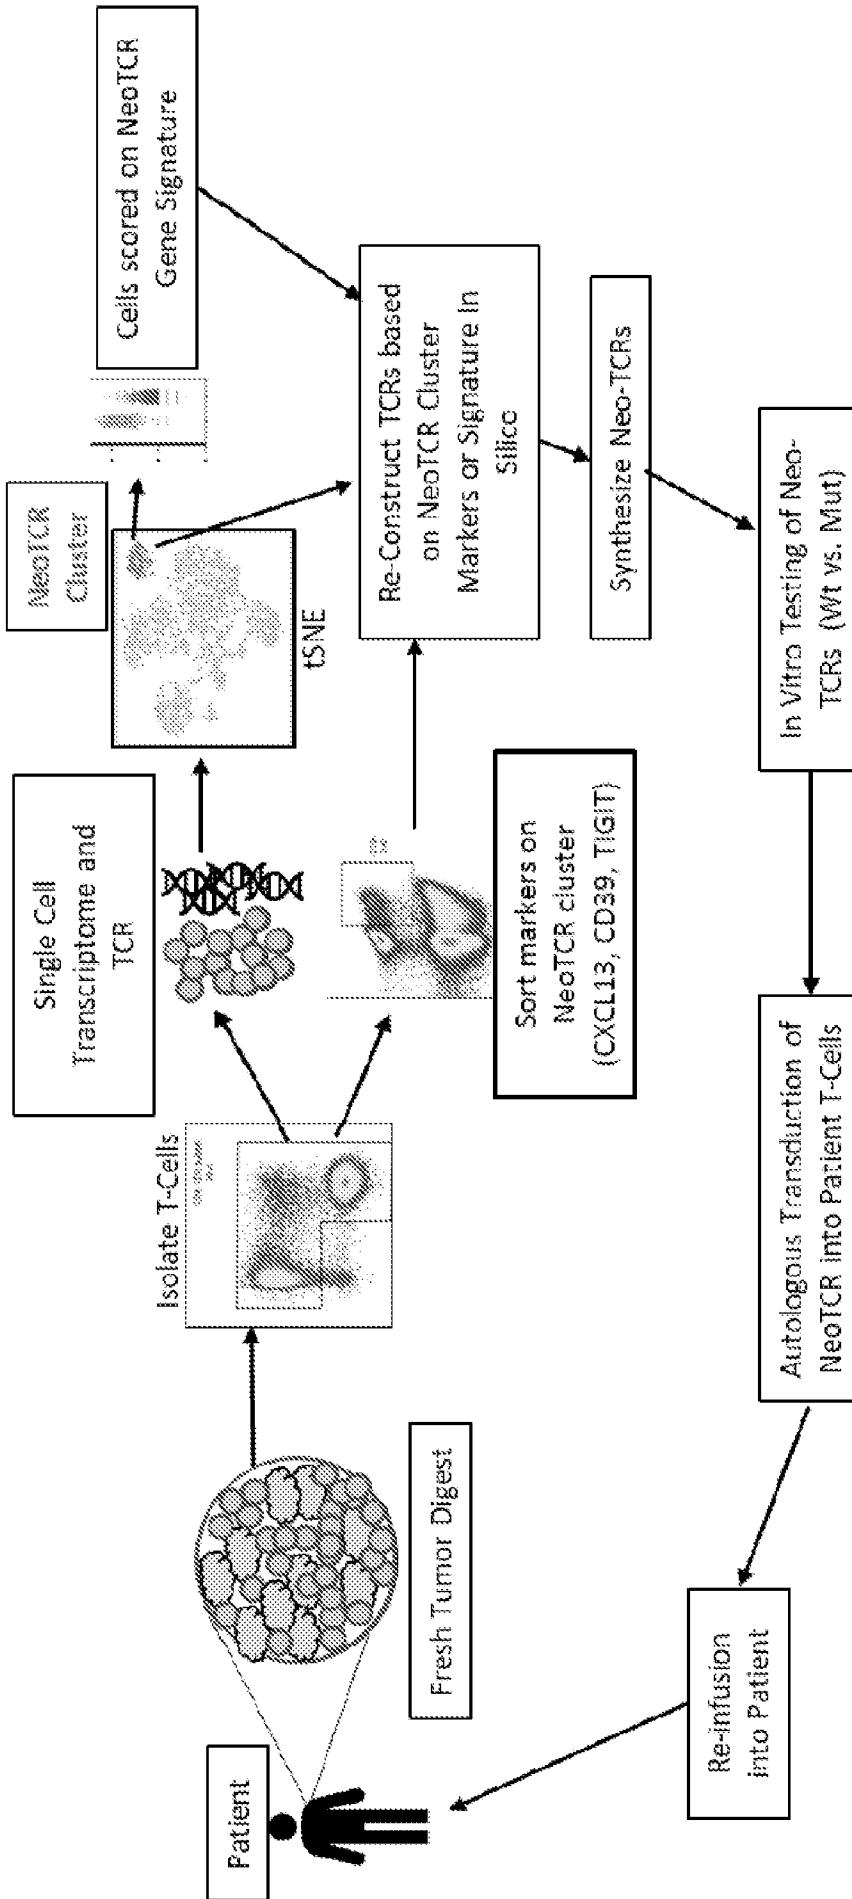 Patient
Fresh Tumor Digest
Isolate T-Cells
Single Cell
Transcriptome and
TCR
Sort markers on
NeoTCR cluster
(CXCL13, CD39, TIGIT)
NeoTCR
Cluster
tSNE
Cells scored on NeoTCR
Gene Signature
Re-Construct TCRs based
on NeoTCR Cluster
Markers or Signature In
Silico
Synthesize Neo-TCRs
In Vitro Testing of Neo-
TCRs (Wt vs. Mut)
Autologous Transduction of
NeoTCR into Patient T-Cells
Re-infusion
into Patient